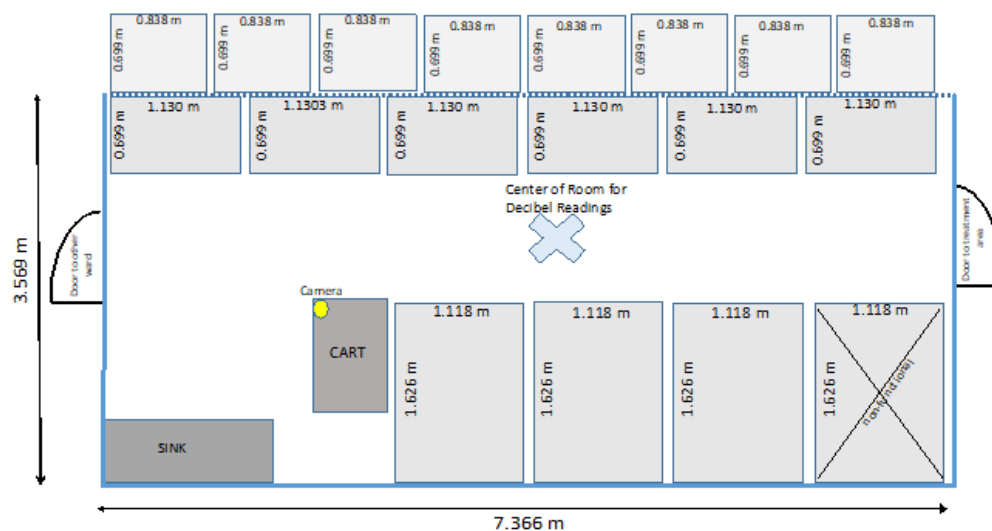 0.838 m 0.838 m 0.838 m 0.838 m 0.838 m 0.838 m 0.838 m 0.838 m
0.699 m 0.699 m 0.699 m 0.699 m 0.699 m 0.699 m 0.699 m 0.699 m
1.130 m 1.1303 m 1.130 m 1.130 m 1.130 m 1.130 m
0.699 m 0.699 m 0.699 m 0.699 m 0.699 m 0.699 m
Center of Room for
Decibel Readings
Door to other
ward
Door to treatment
area
3.569 m
Camera
CART
1.118 m 1.118 m 1.118 m 1.118 m
1.626 m 1.626 m 1.626 m 1.626 m
non-functional
SINK
7.366 m